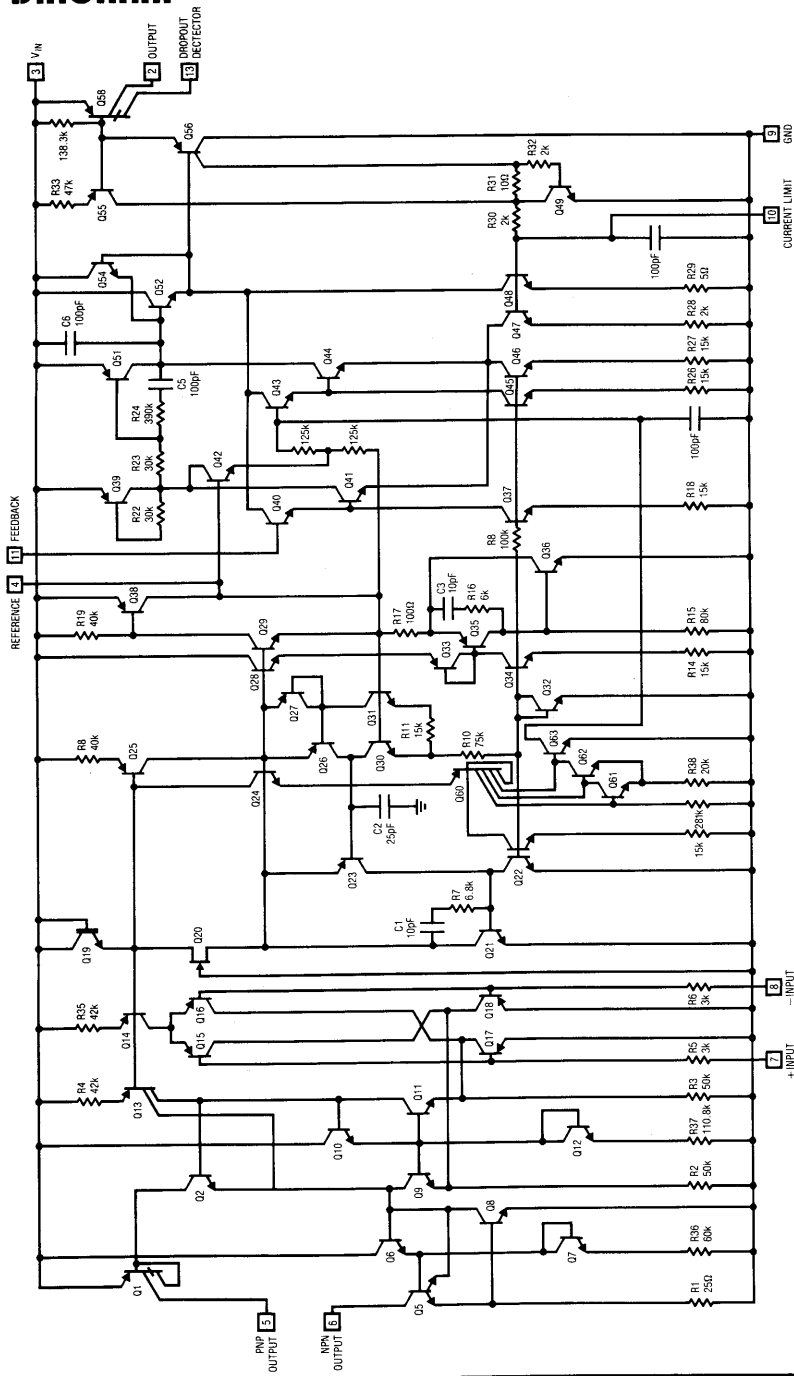 REFERENCE 4
11 FEEDBACK
3 VIN
R4
42k
R35
42k
Q19
R8
40k
R19
40k
C6
100pF
R33
47k
138.3k
Q1
Q13
Q14
Q25
Q38
Q39
Q51
Q54
Q55
Q58
2 OUTPUT
13 DROPOUT
DECTECTOR
R22
30k
R23
30k
R24
390k
C5
100pF
Q52
Q56
Q2
Q15
Q16
Q20
Q24
Q27
Q28
Q29
Q42
PNP
OUTPUT 5
NPN
OUTPUT 6
Q10
Q26
Q40
Q43
Q44
125k
125k
Q6
Q9
Q11
Q23
C2
25pF
Q30
Q31
Q41
Q5
Q8
Q17
Q18
C1
10pF
R7
6.8k
R11
15k
R17
100Ω
C3
10pF
R16
6k
Q33
Q35
Q7
Q12
Q21
Q22
Q60
R10
75k
Q34
Q36
R8
100k
Q37
Q45
Q46
Q47
Q48
R30
2k
R31
10Ω
R32
2k
Q49
Q32
Q63
Q62
Q61
R1
25Ω
R36
60k
R2
50k
R37
110.8k
R3
50k
R5
3k
R6
3k
15k
281k
R38
20k
R14
15k
R15
80k
R18
15k
100pF
R26
15k
R27
15k
R28
2k
R29
5Ω
100pF
7
+INPUT
8
−INPUT
10
CURRENT LIMIT
9
GND